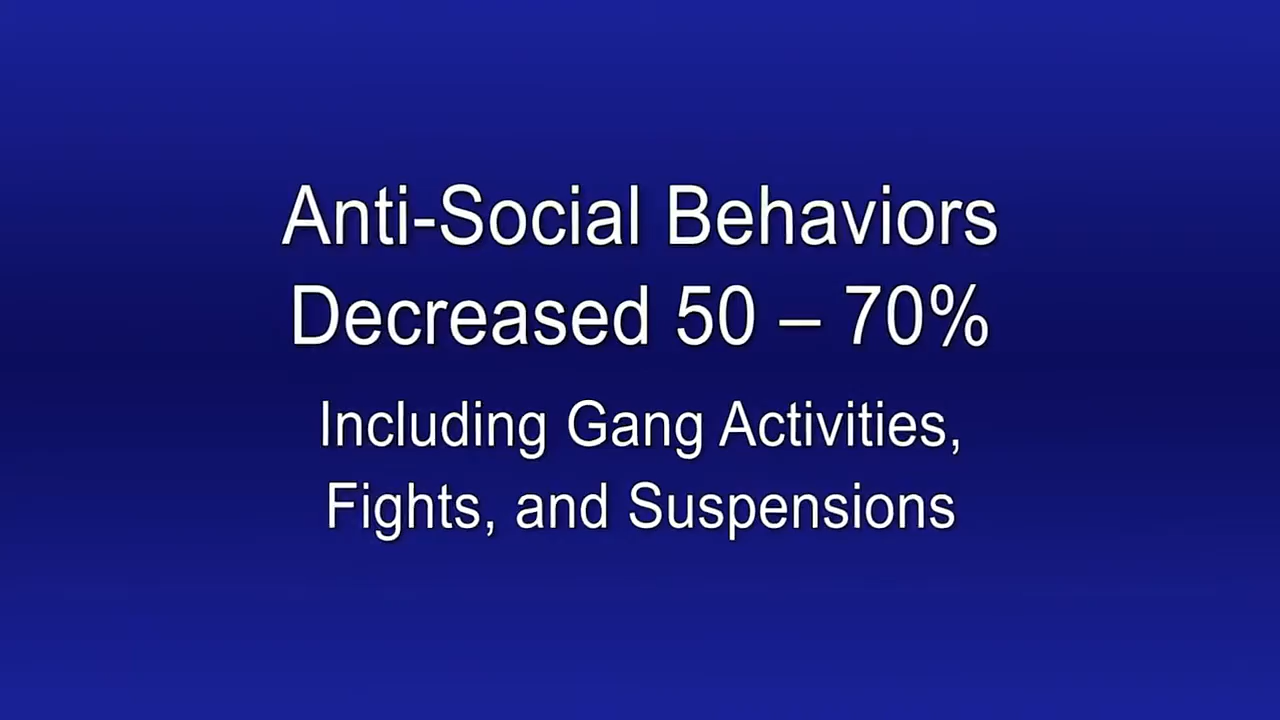 Anti-Social Behaviors
Decreased 50 – 70%
Including Gang Activities,
Fights, and Suspensions